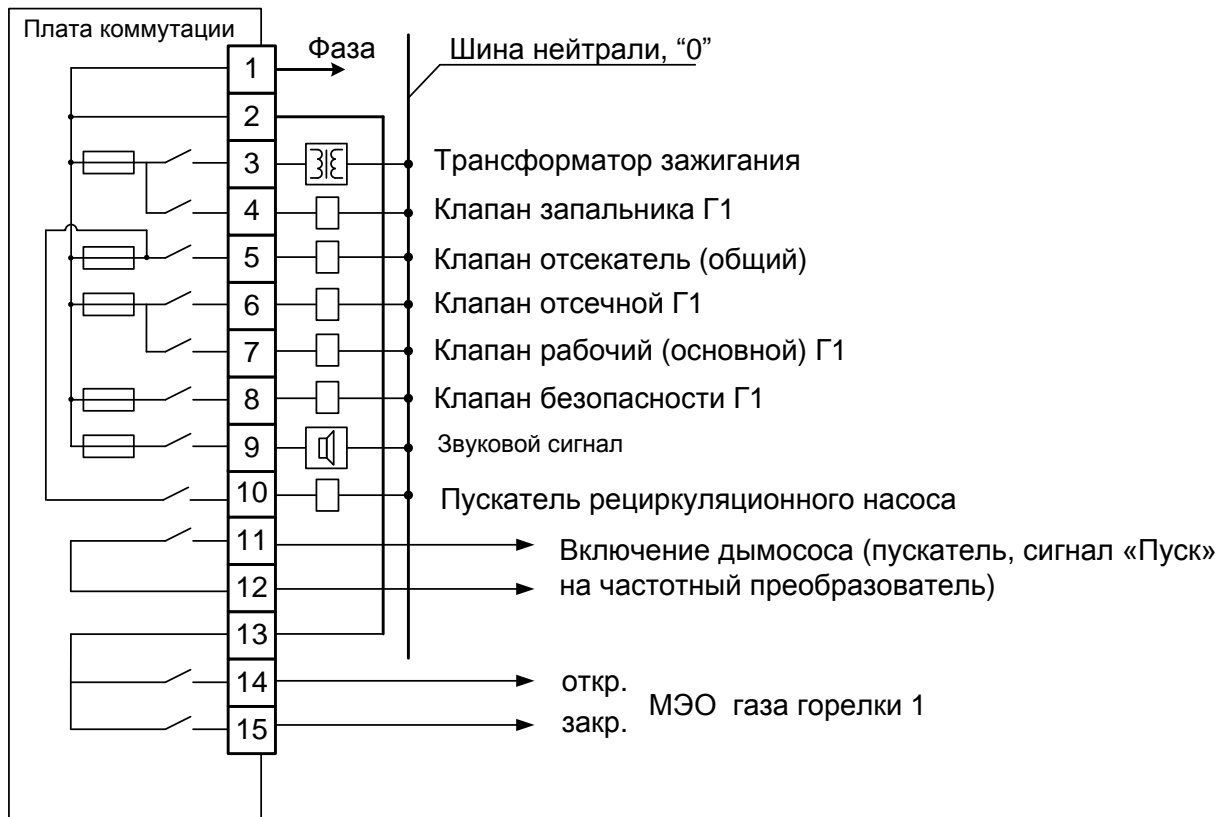 Плата коммутации
Фаза
Шина нейтрали, “0”
1
2
3
Трансформатор зажигания
4
Клапан запальника Г1
5
Клапан отсекатель (общий)
6
Клапан отсечной Г1
7
Клапан рабочий (основной) Г1
8
Клапан безопасности Г1
9
Звуковой сигнал
10
Пускатель рециркуляционного насоса
11
Включение дымососа (пускатель, сигнал «Пуск»
12
на частотный преобразователь)
13
14
откр.
МЭО газа горелки 1
15
закр.